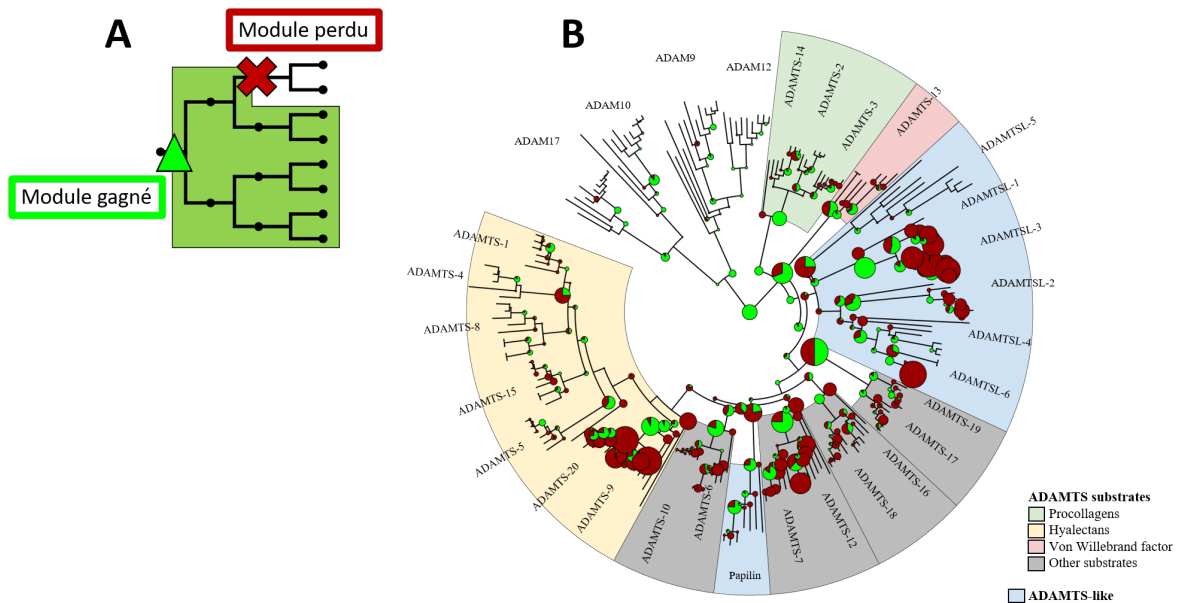 A
Module perdu
Module gagné
B
ADAM9
ADAM12
ADAM10
ADAM17
ADAMTS-14
ADAMTS-2
ADAMTS-3
ADAMTS-13
ADAMTSL-5
ADAMTSL-1
ADAMTSL-3
ADAMTSL-2
ADAMTSL-4
ADAMTSL-6
ADAMTS-19
ADAMTS-17
ADAMTS-16
ADAMTS-18
ADAMTS-12
ADAMTS-7
Papilin
ADAMTS-6
ADAMTS-10
ADAMTS-9
ADAMTS-20
ADAMTS-5
ADAMTS-15
ADAMTS-8
ADAMTS-4
ADAMTS-1
ADAMTS substrates
Procollagens
Hyalectans
Von Willebrand factor
Other substrates
ADAMTS-like